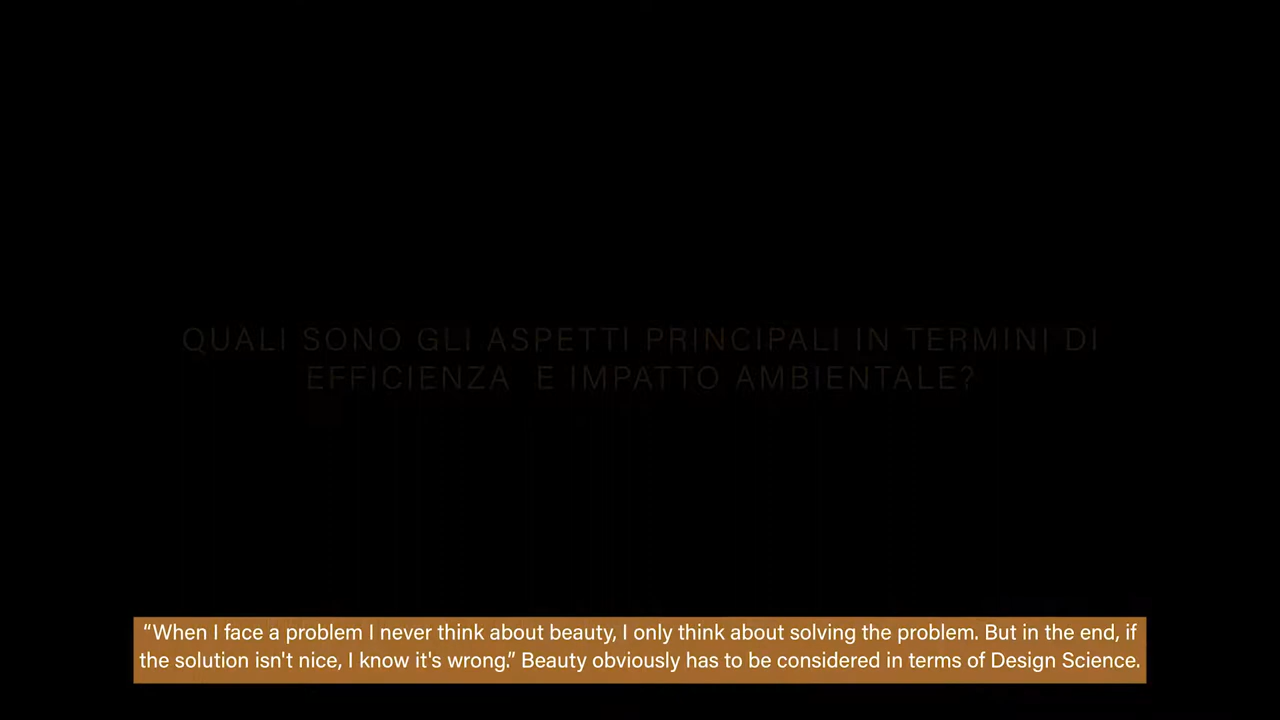 QUALI SONO GLI ASPETTI PRINCIPALI IN TERMINI DI
EFFICIENZA E IMPATTO AMBIENTALE?
“When I face a problem I never think about beauty, I only think about solving the problem. But in the end, if
the solution isn't nice, I know it's wrong.” Beauty obviously has to be considered in terms of Design Science.